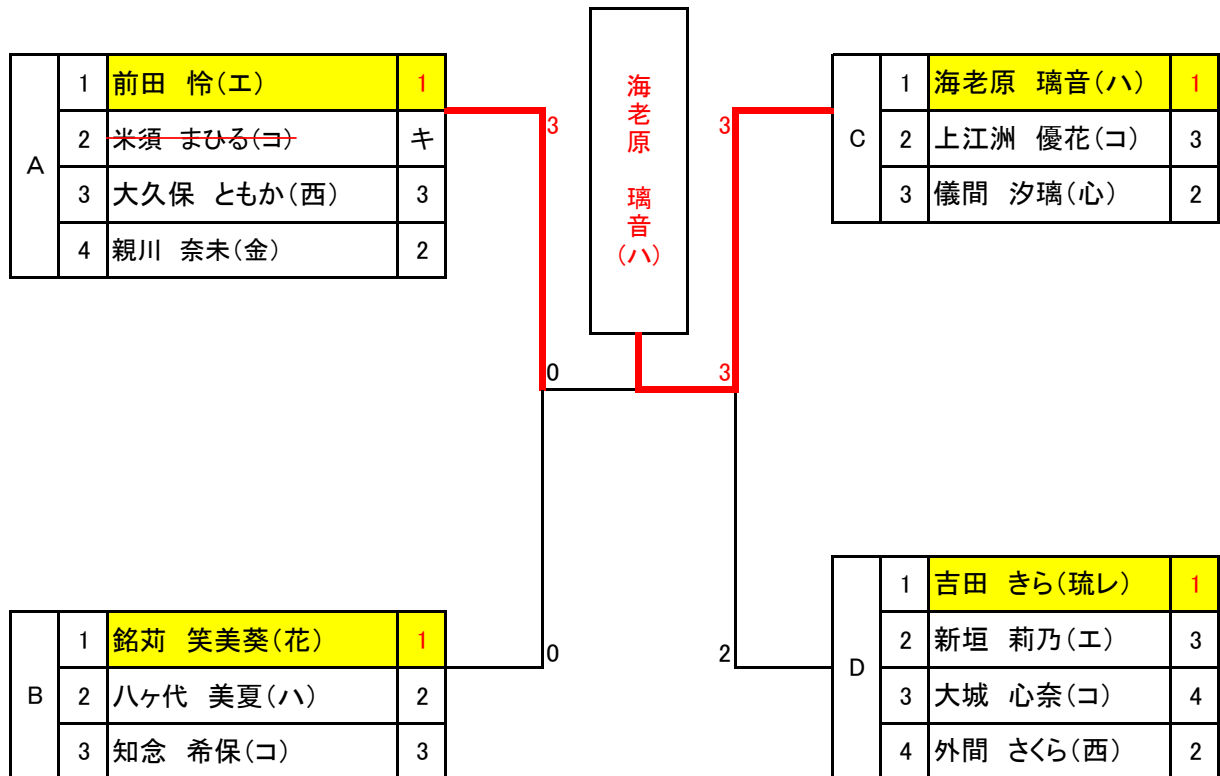 A
1 前田 怜(エ) 1
2 米須 まひる(コ) キ
3 大久保 ともか(西) 3
4 親川 奈未(金) 2
海老原 璃音(ハ)
C
1 海老原 璃音(ハ) 1
2 上江洲 優花(コ) 3
3 儀間 汐璃(心) 2
3
3
0
3
B
1 銘苅 笑美葵(花) 1
2 八ヶ代 美夏(ハ) 2
3 知念 希保(コ) 3
0
2
D
1 吉田 きら(琉レ) 1
2 新垣 莉乃(エ) 3
3 大城 心奈(コ) 4
4 外間 さくら(西) 2